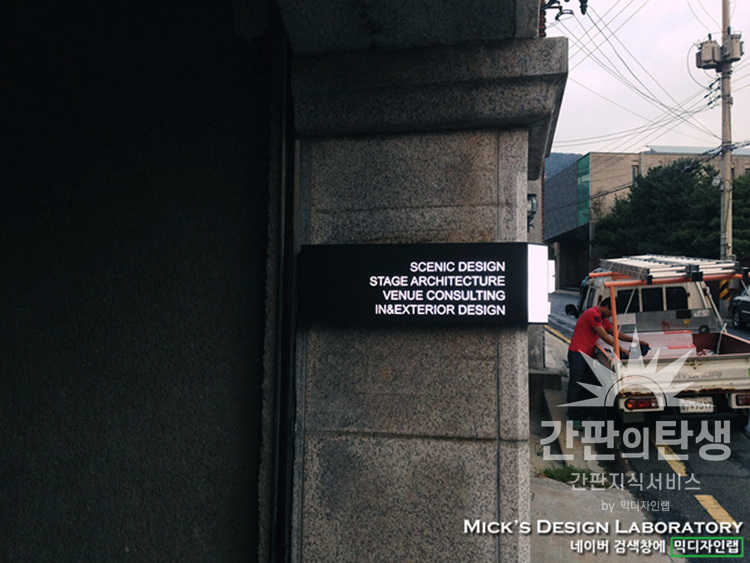 SCENIC DESIGN
STAGE ARCHITECTURE
VENUE CONSULTING
IN&EXTERIOR DESIGN
간판의탄생
간판지식서비스
by 믹디자인랩
MICK'S DESIGN LABORATORY
네이버 검색창에 믹디자인랩